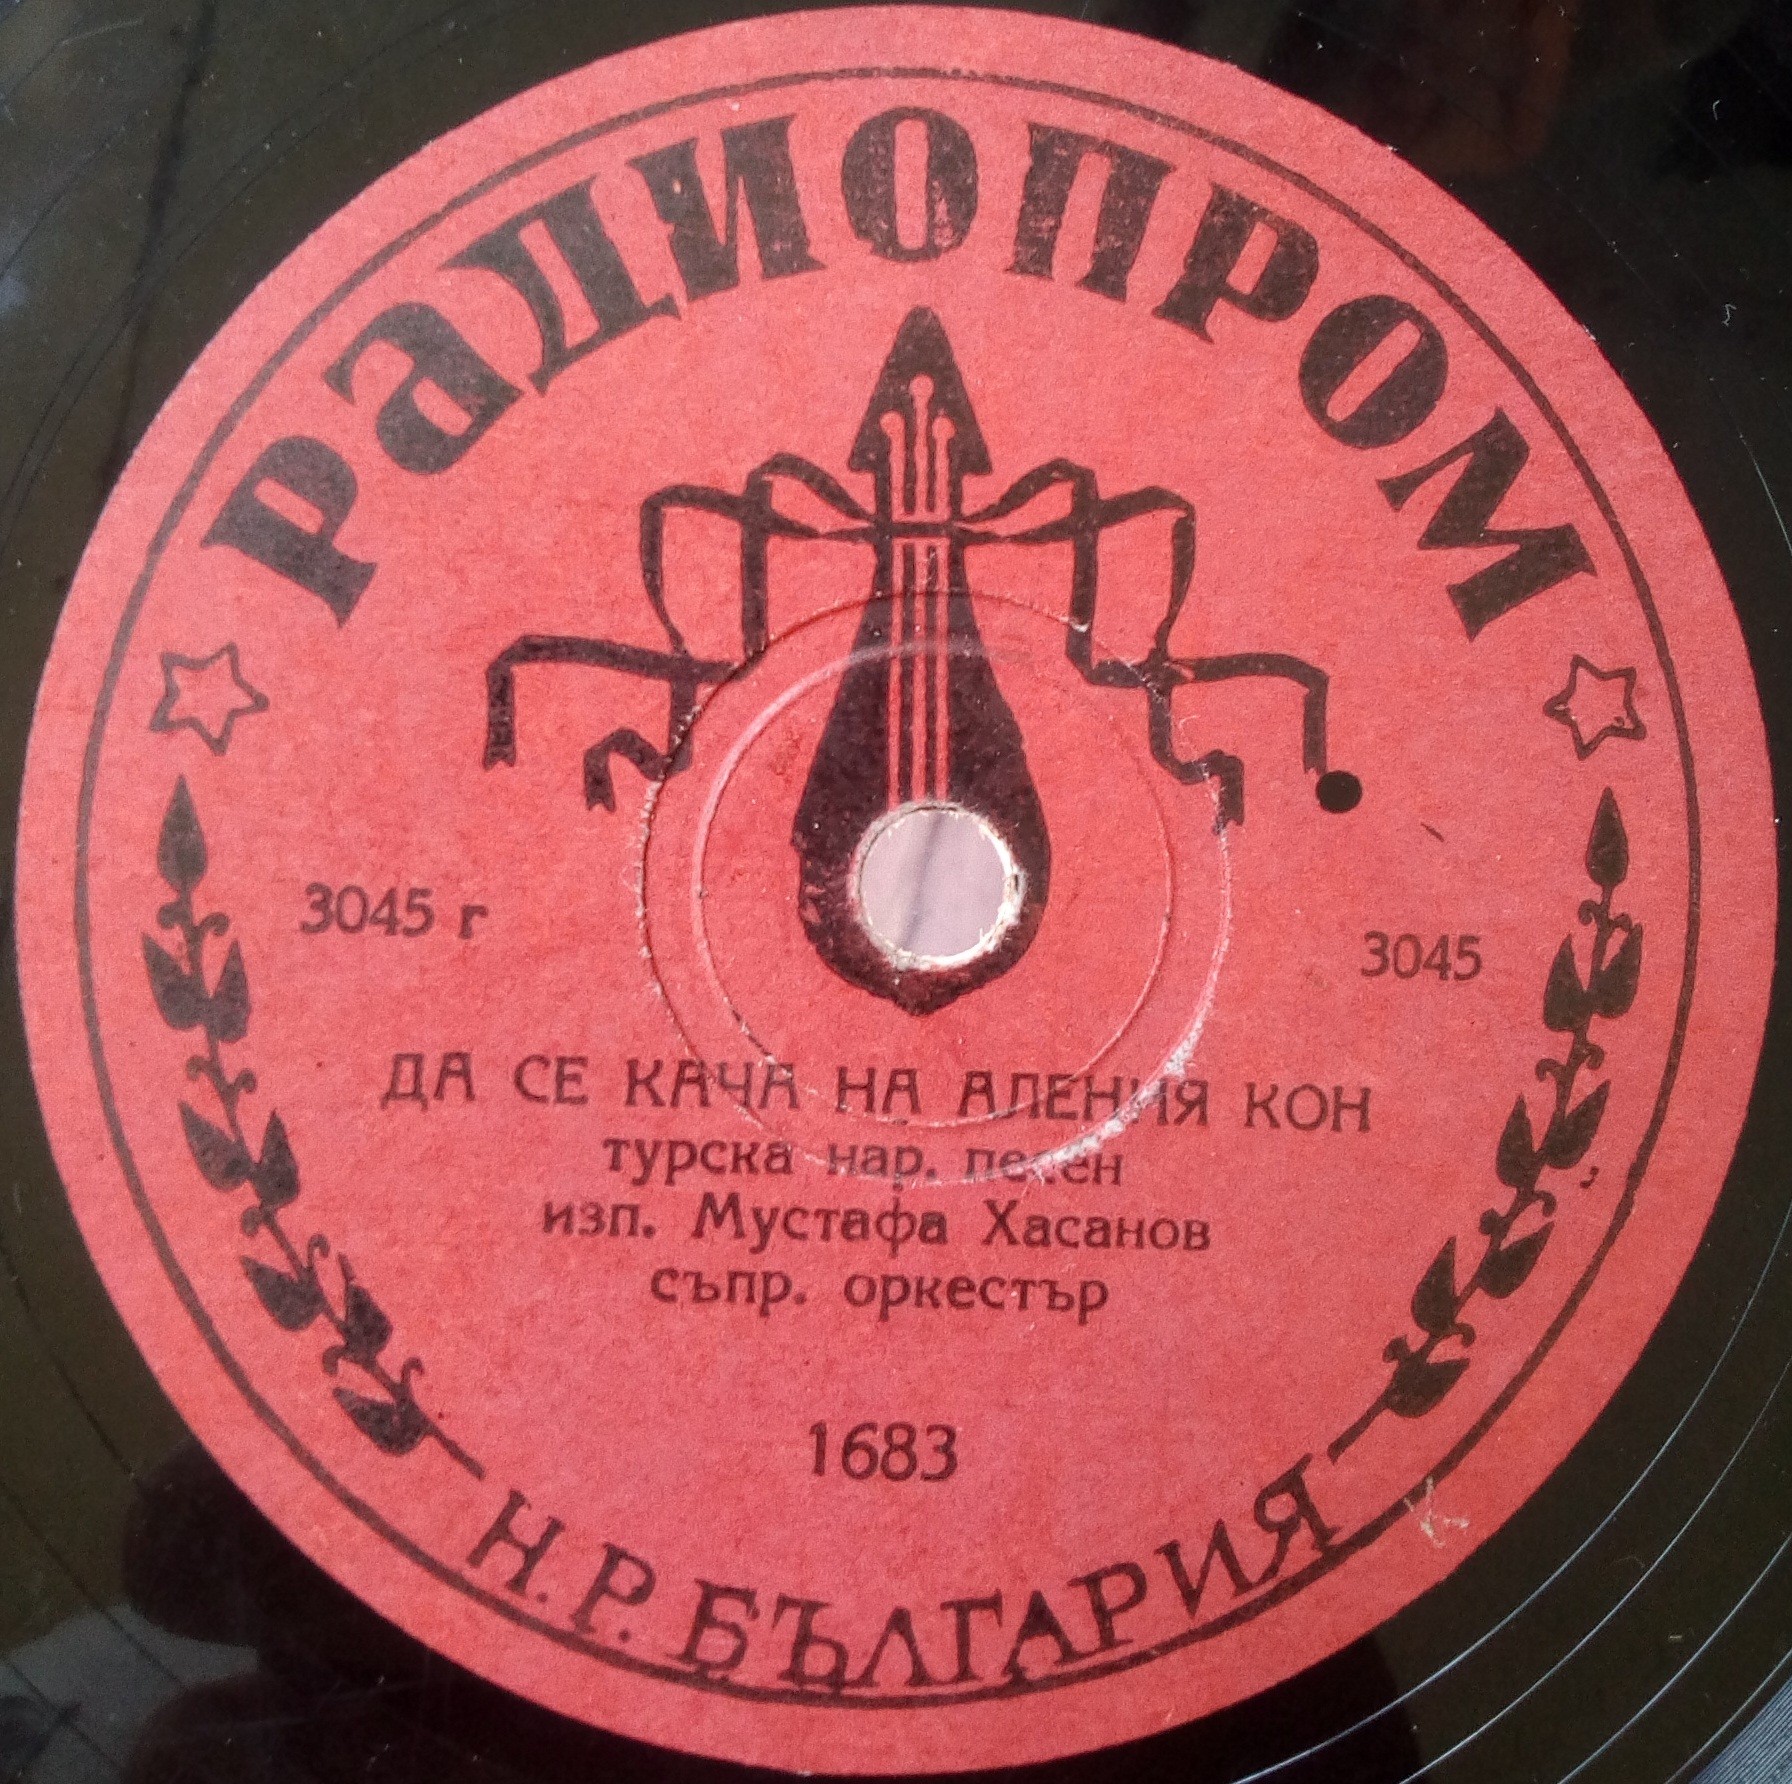 РАДИОПРОМ
3045 г
3045
ДА СЕ КАЧА НА АЛЕНИЯ КОН
турска нар. песен
изп. Мустафа Хасанов
съпр. оркестър
1683
Н.Р. БЪЛГАРИЯ